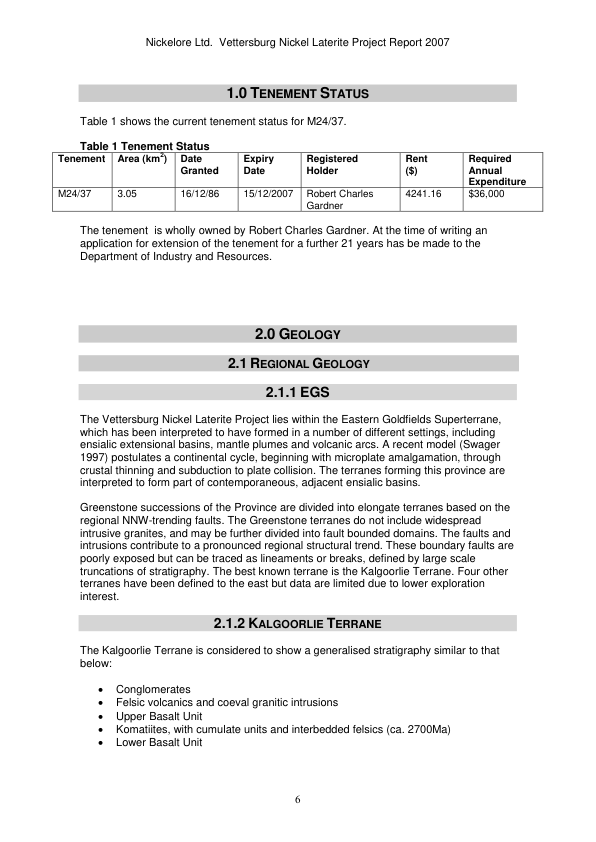 Nickelore Ltd.  Vettersburg Nickel Laterite Project Report 2007
1.0 TENEMENT STATUS
Table 1 shows the current tenement status for M24/37.
Table 1 Tenement Status
Tenement | Area (km²) | Date Granted | Expiry Date | Registered Holder | Rent ($) | Required Annual Expenditure
M24/37 | 3.05 | 16/12/86 | 15/12/2007 | Robert Charles Gardner | 4241.16 | $36,000
The tenement  is wholly owned by Robert Charles Gardner. At the time of writing an
application for extension of the tenement for a further 21 years has be made to the
Department of Industry and Resources.
2.0 GEOLOGY
2.1 REGIONAL GEOLOGY
2.1.1 EGS
The Vettersburg Nickel Laterite Project lies within the Eastern Goldfields Superterrane,
which has been interpreted to have formed in a number of different settings, including
ensialic extensional basins, mantle plumes and volcanic arcs. A recent model (Swager
1997) postulates a continental cycle, beginning with microplate amalgamation, through
crustal thinning and subduction to plate collision. The terranes forming this province are
interpreted to form part of contemporaneous, adjacent ensialic basins.
Greenstone successions of the Province are divided into elongate terranes based on the
regional NNW-trending faults. The Greenstone terranes do not include widespread
intrusive granites, and may be further divided into fault bounded domains. The faults and
intrusions contribute to a pronounced regional structural trend. These boundary faults are
poorly exposed but can be traced as lineaments or breaks, defined by large scale
truncations of stratigraphy. The best known terrane is the Kalgoorlie Terrane. Four other
terranes have been defined to the east but data are limited due to lower exploration
interest.
2.1.2 KALGOORLIE TERRANE
The Kalgoorlie Terrane is considered to show a generalised stratigraphy similar to that
below:
• Conglomerates
• Felsic volcanics and coeval granitic intrusions
• Upper Basalt Unit
• Komatiites, with cumulate units and interbedded felsics (ca. 2700Ma)
• Lower Basalt Unit
6